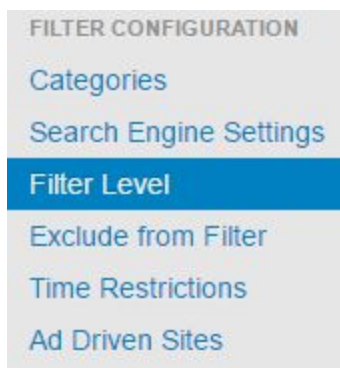 FILTER CONFIGURATION
Categories
Search Engine Settings
Filter Level
Exclude from Filter
Time Restrictions
Ad Driven Sites